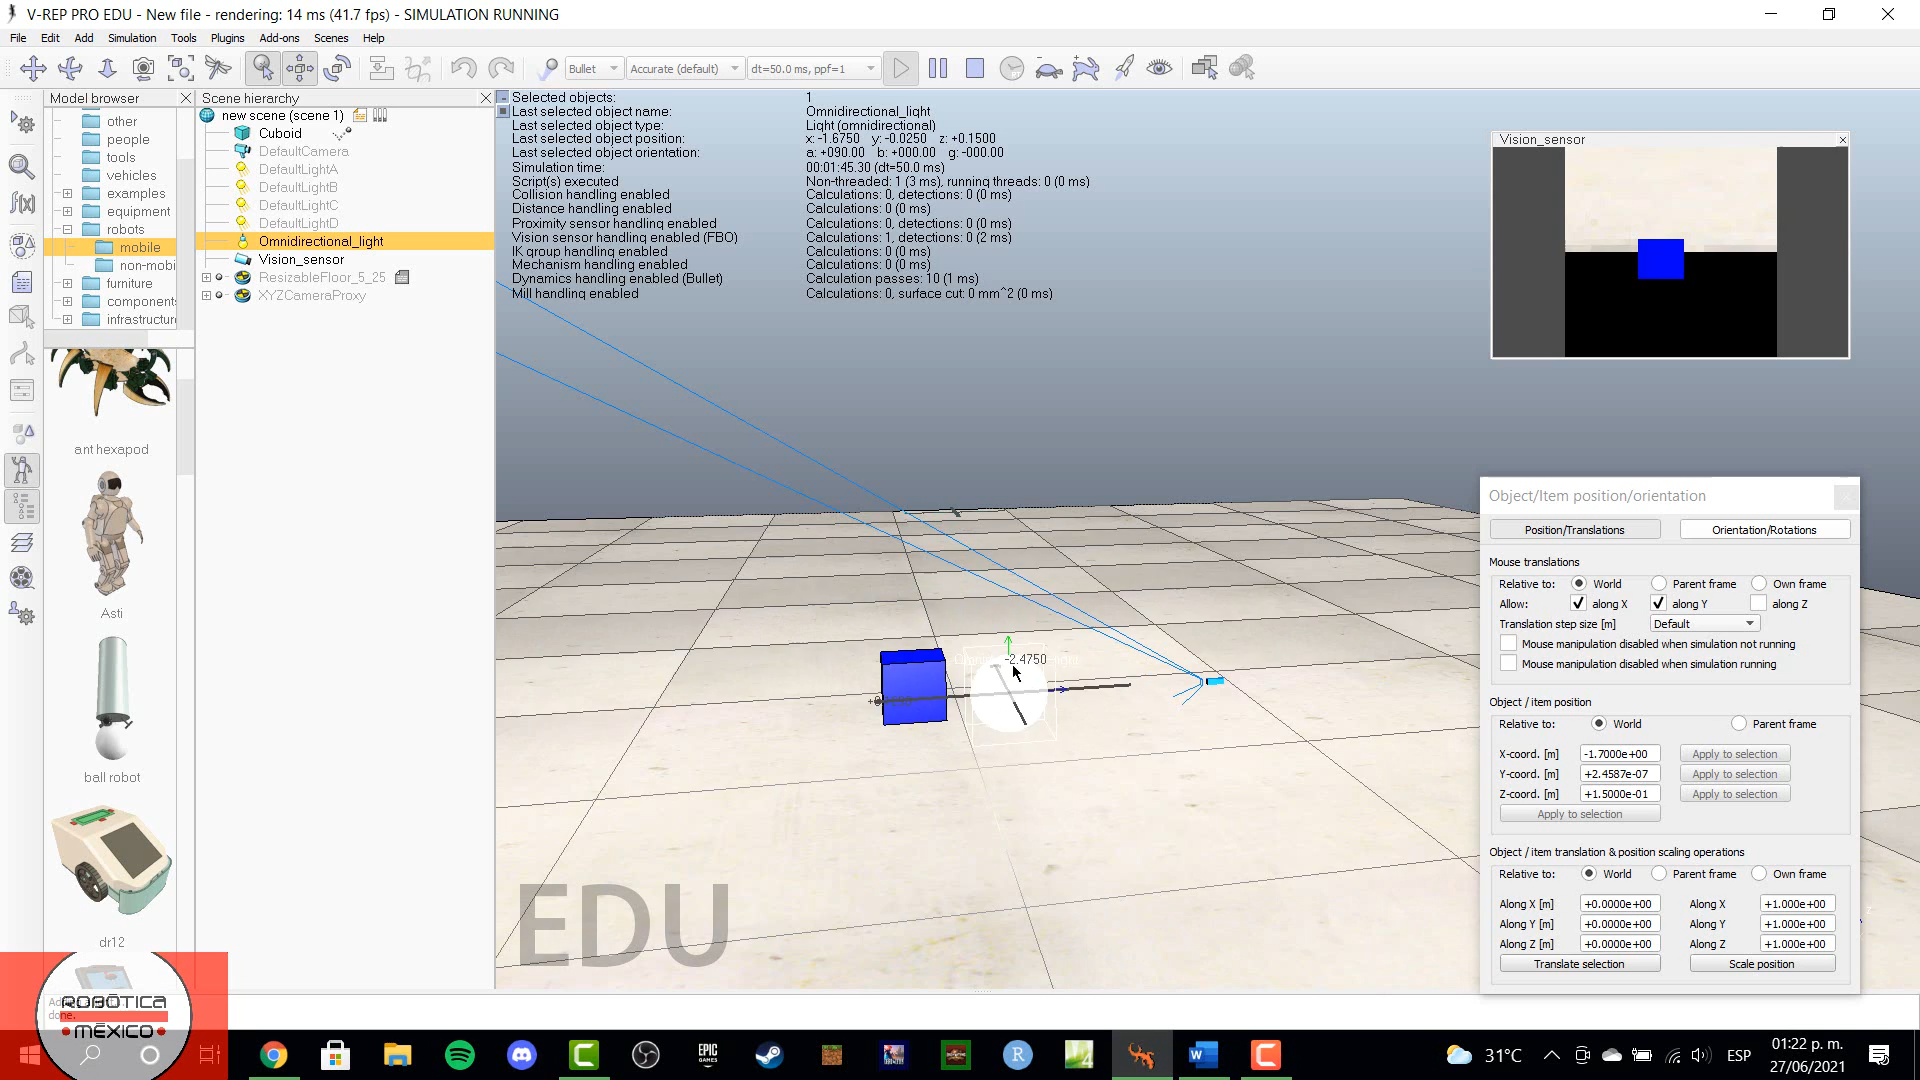 V-REP PRO EDU - New file - rendering: 14 ms (41.7 fps) - SIMULATION RUNNING
File Edit Add Simulation Tools Plugins Add-ons Scenes Help
Bullet Accurate (default) dt=50.0 ms, ppf=1
Model browser
other
people
tools
vehicles
examples
equipment
robots
mobile
non-mobi
furniture
component
infrastructur
ant hexapod
Asti
ball robot
dr12
Scene hierarchy
new scene (scene 1)
Cuboid
DefaultCamera
DefaultLightA
DefaultLightB
DefaultLightC
DefaultLightD
Omnidirectional_light
Vision_sensor
ResizableFloor_5_25
XYZCameraProxy
Selected objects: 1
Last selected object name: Omnidirectional_light
Last selected object type: Light (omnidirectional)
Last selected object position: x: -1.6750 y: -0.0250 z: +0.1500
Last selected object orientation: a: +090.00 b: +000.00 g: -000.00
Simulation time: 00:01:45.30 (dt=50.0 ms)
Script(s) executed Non-threaded: 1 (3 ms), running threads: 0 (0 ms)
Collision handling enabled Calculations: 0, detections: 0 (0 ms)
Distance handling enabled Calculations: 0 (0 ms)
Proximity sensor handling enabled Calculations: 0, detections: 0 (0 ms)
Vision sensor handling enabled (FBO) Calculations: 1, detections: 0 (2 ms)
IK group handling enabled Calculations: 0 (0 ms)
Mechanism handling enabled Calculations: 0 (0 ms)
Dynamics handling enabled (Bullet) Calculation passes: 10 (1 ms)
Mill handling enabled Calculations: 0, surface cut: 0 mm^2 (0 ms)
Vision_sensor
-2.4750
EDU
Object/Item position/orientation
Position/Translations Orientation/Rotations
Mouse translations
Relative to: World Parent frame Own frame
Allow: along X along Y along Z
Translation step size [m] Default
Mouse manipulation disabled when simulation not running
Mouse manipulation disabled when simulation running
Object / item position
Relative to: World Parent frame
X-coord. [m] -1.7000e+00 Apply to selection
Y-coord. [m] +2.4587e-07 Apply to selection
Z-coord. [m] +1.5000e-01 Apply to selection
Apply to selection
Object / item translation & position scaling operations
Relative to: World Parent frame Own frame
Along X [m] +0.0000e+00 Along X +1.000e+00
Along Y [m] +0.0000e+00 Along Y +1.000e+00
Along Z [m] +0.0000e+00 Along Z +1.000e+00
Translate selection Scale position
done.
ROBÓTICA
MÉXICO
EPIC
GAMES
31°C
ESP
01:22 p. m.
27/06/2021